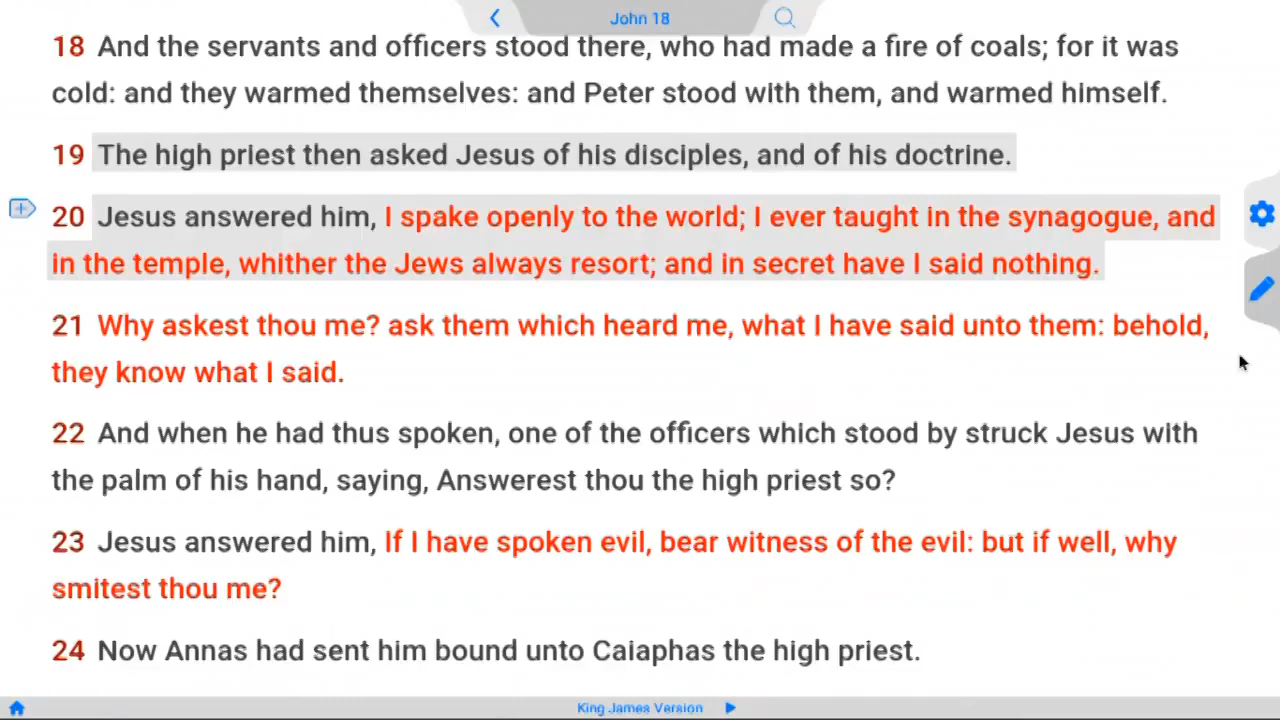 John 18
18 And the servants and officers stood there, who had made a fire of coals; for it was
cold: and they warmed themselves: and Peter stood with them, and warmed himself.
19 The high priest then asked Jesus of his disciples, and of his doctrine.
20 Jesus answered him, I spake openly to the world; I ever taught in the synagogue, and
in the temple, whither the Jews always resort; and in secret have I said nothing.
21 Why askest thou me? ask them which heard me, what I have said unto them: behold,
they know what I said.
22 And when he had thus spoken, one of the officers which stood by struck Jesus with
the palm of his hand, saying, Answerest thou the high priest so?
23 Jesus answered him, If I have spoken evil, bear witness of the evil: but if well, why
smitest thou me?
24 Now Annas had sent him bound unto Caiaphas the high priest.
King James Version